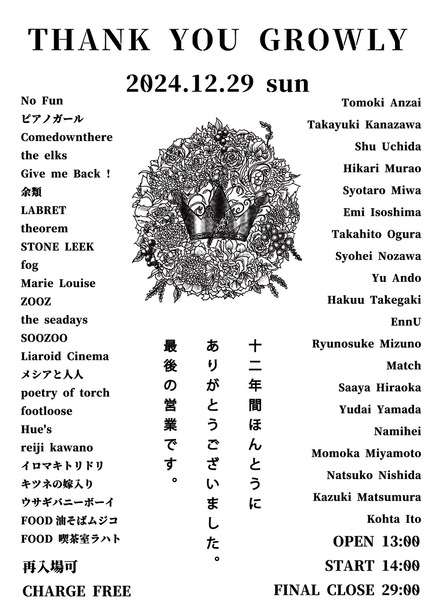 THANK YOU GROWLY
2024.12.29 sun
No Fun
ピアノガール
Comedownthere
the elks
Give me Back !
余類
LABRET
theorem
STONE LEEK
fog
Marie Louise
ZOOZ
the seadays
SOOZOO
Liaroid Cinema
メシアと人人
poetry of torch
footloose
Hue's
reiji kawano
イロマキトリドリ
キツネの嫁入り
ウサギバニーボーイ
FOOD 油そばムジコ
FOOD 喫茶室ラハト
再入場可
CHARGE FREE
十二年間ほんとうに
ありがとうございました。
最後の営業です。
Tomoki Anzai
Takayuki Kanazawa
Shu Uchida
Hikari Murao
Syotaro Miwa
Emi Isoshima
Takahito Ogura
Syohei Nozawa
Yu Ando
Hakuu Takegaki
EnnU
Ryunosuke Mizuno
Match
Saaya Hiraoka
Yudai Yamada
Namihei
Momoka Miyamoto
Natsuko Nishida
Kazuki Matsumura
Kohta Ito
OPEN 13:00
START 14:00
FINAL CLOSE 29:00